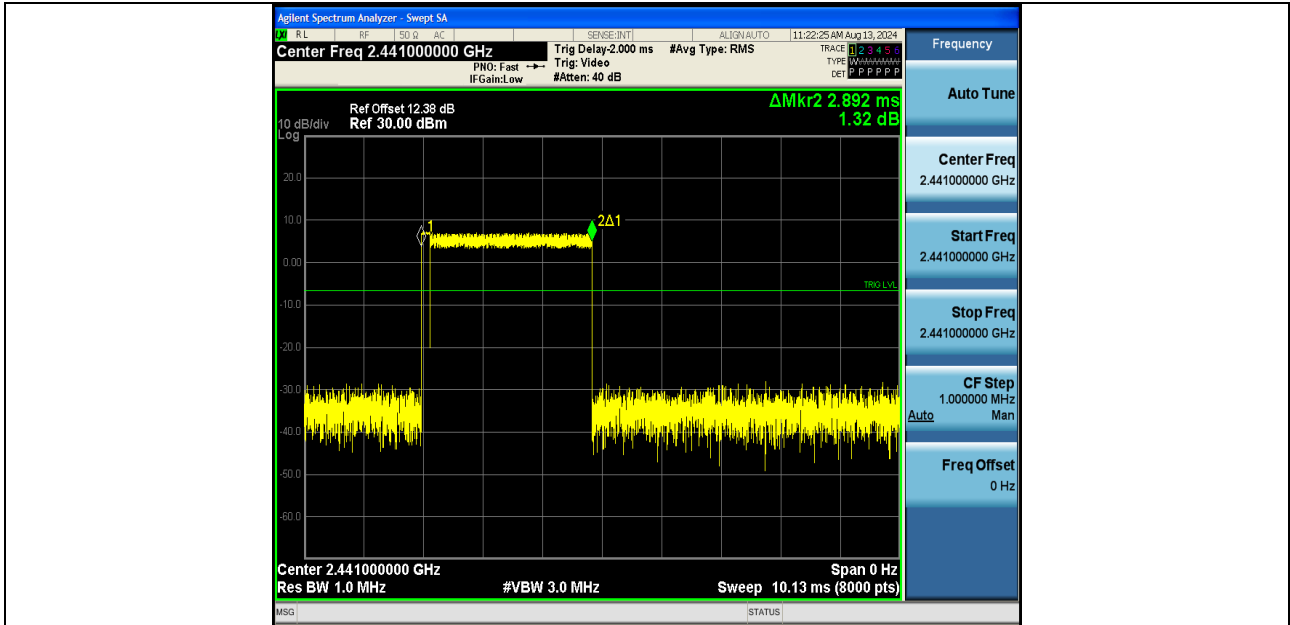 Agilent Spectrum Analyzer - Swept SA
LXI RL RF 50 Ω AC SENSE:INT ALIGN AUTO 11:22:25 AM Aug 13, 2024
Center Freq 2.441000000 GHz
PNO: Fast
IFGain:Low
Trig Delay-2.000 ms
Trig: Video
#Atten: 40 dB
#Avg Type: RMS
TRACE 1 2 3 4 5 6
TYPE W
DET P P P P P P
Ref Offset 12.38 dB
10 dB/div Ref 30.00 dBm
Log
ΔMkr2 2.892 ms
1.32 dB
20.0
10.0
0.00
-10.0
-20.0
-30.0
-40.0
-50.0
-60.0
1
2Δ1
TRIG LVL
Center 2.441000000 GHz Span 0 Hz
Res BW 1.0 MHz #VBW 3.0 MHz Sweep 10.13 ms (8000 pts)
MSG STATUS
Frequency
Auto Tune
Center Freq
2.441000000 GHz
Start Freq
2.441000000 GHz
Stop Freq
2.441000000 GHz
CF Step
1.000000 MHz
Auto Man
Freq Offset
0 Hz